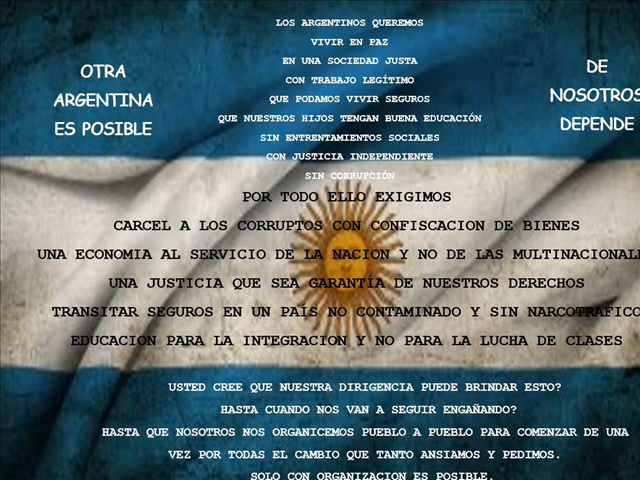 LOS ARGENTINOS QUEREMOS
VIVIR EN PAZ
EN UNA SOCIEDAD JUSTA
CON TRABAJO LEGÍTIMO
QUE PODAMOS VIVIR SEGUROS
QUE NUESTROS HIJOS TENGAN BUENA EDUCACIÓN
SIN ENTRENTAMIENTOS SOCIALES
CON JUSTICIA INDEPENDIENTE
SIN CORRUPCIÓN
OTRA
ARGENTINA
ES POSIBLE
DE
NOSOTROS
DEPENDE
POR TODO ELLO EXIGIMOS
CARCEL A LOS CORRUPTOS CON CONFISCACION DE BIENES
UNA ECONOMIA AL SERVICIO DE LA NACION Y NO DE LAS MULTINACIONALE
UNA JUSTICIA QUE SEA GARANTÍA DE NUESTROS DERECHOS
TRANSITAR SEGUROS EN UN PAÍS NO CONTAMINADO Y SIN NARCOTRAFICO
EDUCACION PARA LA INTEGRACION Y NO PARA LA LUCHA DE CLASES
USTED CREE QUE NUESTRA DIRIGENCIA PUEDE BRINDAR ESTO?
HASTA CUANDO NOS VAN A SEGUIR ENGAÑANDO?
HASTA QUE NOSOTROS NOS ORGANICEMOS PUEBLO A PUEBLO PARA COMENZAR DE UNA
VEZ POR TODAS EL CAMBIO QUE TANTO ANSIAMOS Y PEDIMOS.
SOLO CON ORGANIZACION ES POSIBLE.